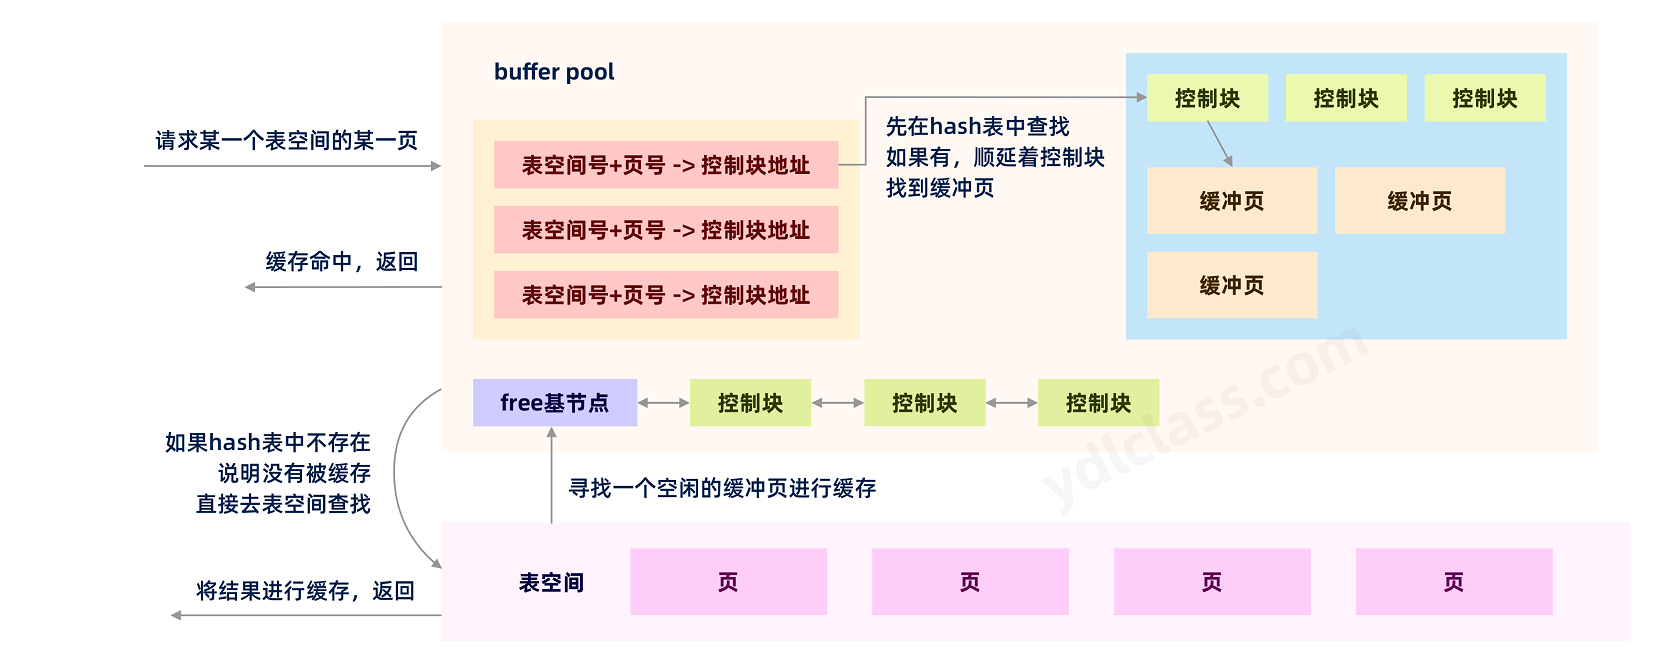 buffer pool
请求某一个表空间的某一页
表空间号+页号 -> 控制块地址
表空间号+页号 -> 控制块地址
表空间号+页号 -> 控制块地址
先在hash表中查找
如果有，顺延着控制块
找到缓冲页
控制块
控制块
控制块
缓冲页
缓冲页
缓冲页
缓存命中，返回
free基节点
控制块
控制块
控制块
如果hash表中不存在
说明没有被缓存
直接去表空间查找
寻找一个空闲的缓冲页进行缓存
ydlclass.com
表空间
页
页
页
页
将结果进行缓存，返回